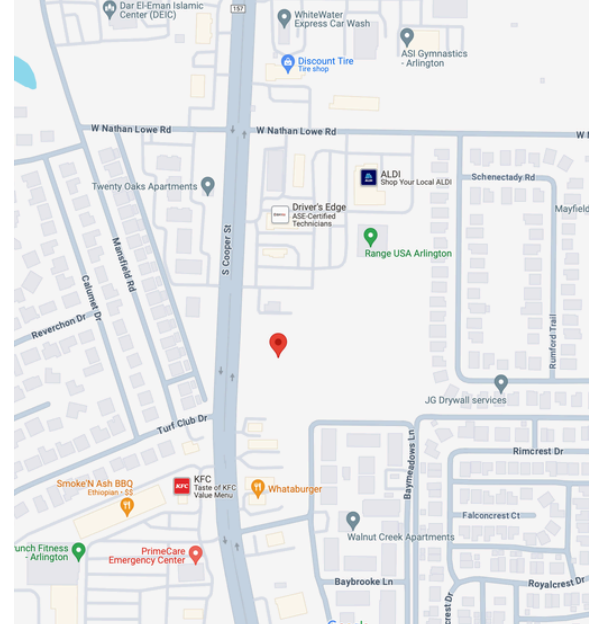 Dar El-Eman Islamic
Center (DEIC)
157
WhiteWater
Express Car Wash
ASI Gymnastics
- Arlington
Discount Tire
Tire shop
W Nathan Lowe Rd
W Nathan Lowe Rd
W N
ALDI
Shop Your Local ALDI
Schenectady Rd
Twenty Oaks Apartments
Driver's Edge
ASE-Certified
Technicians
Mayfield
S Cooper St
Range USA Arlington
Mansfield Rd
Calumet Dr
Reverchon Dr
Rumford Trail
JG Drywall services
Turf Club Dr
Baymeadows Ln
Rimcrest Dr
KFC
KFC
Taste of KFC
Value Menu
Smoke'N Ash BBQ
Ethiopian · $$
Whataburger
Falconcrest Ct
Walnut Creek Apartments
unch Fitness
- Arlington
PrimeCare
Emergency Center
Baybrooke Ln
Royalcrest Dr
crest Dr